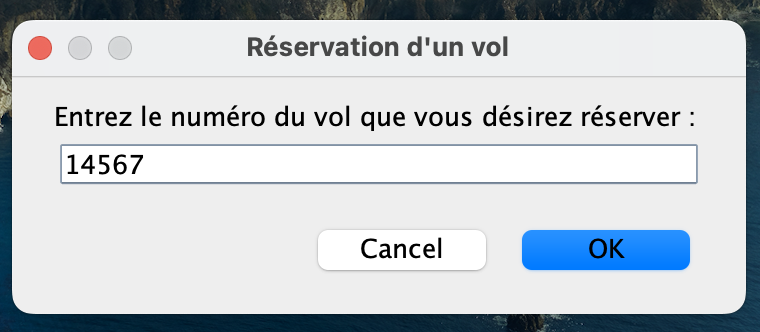 Réservation d'un vol
Entrez le numéro du vol que vous désirez réserver :
14567
Cancel
OK